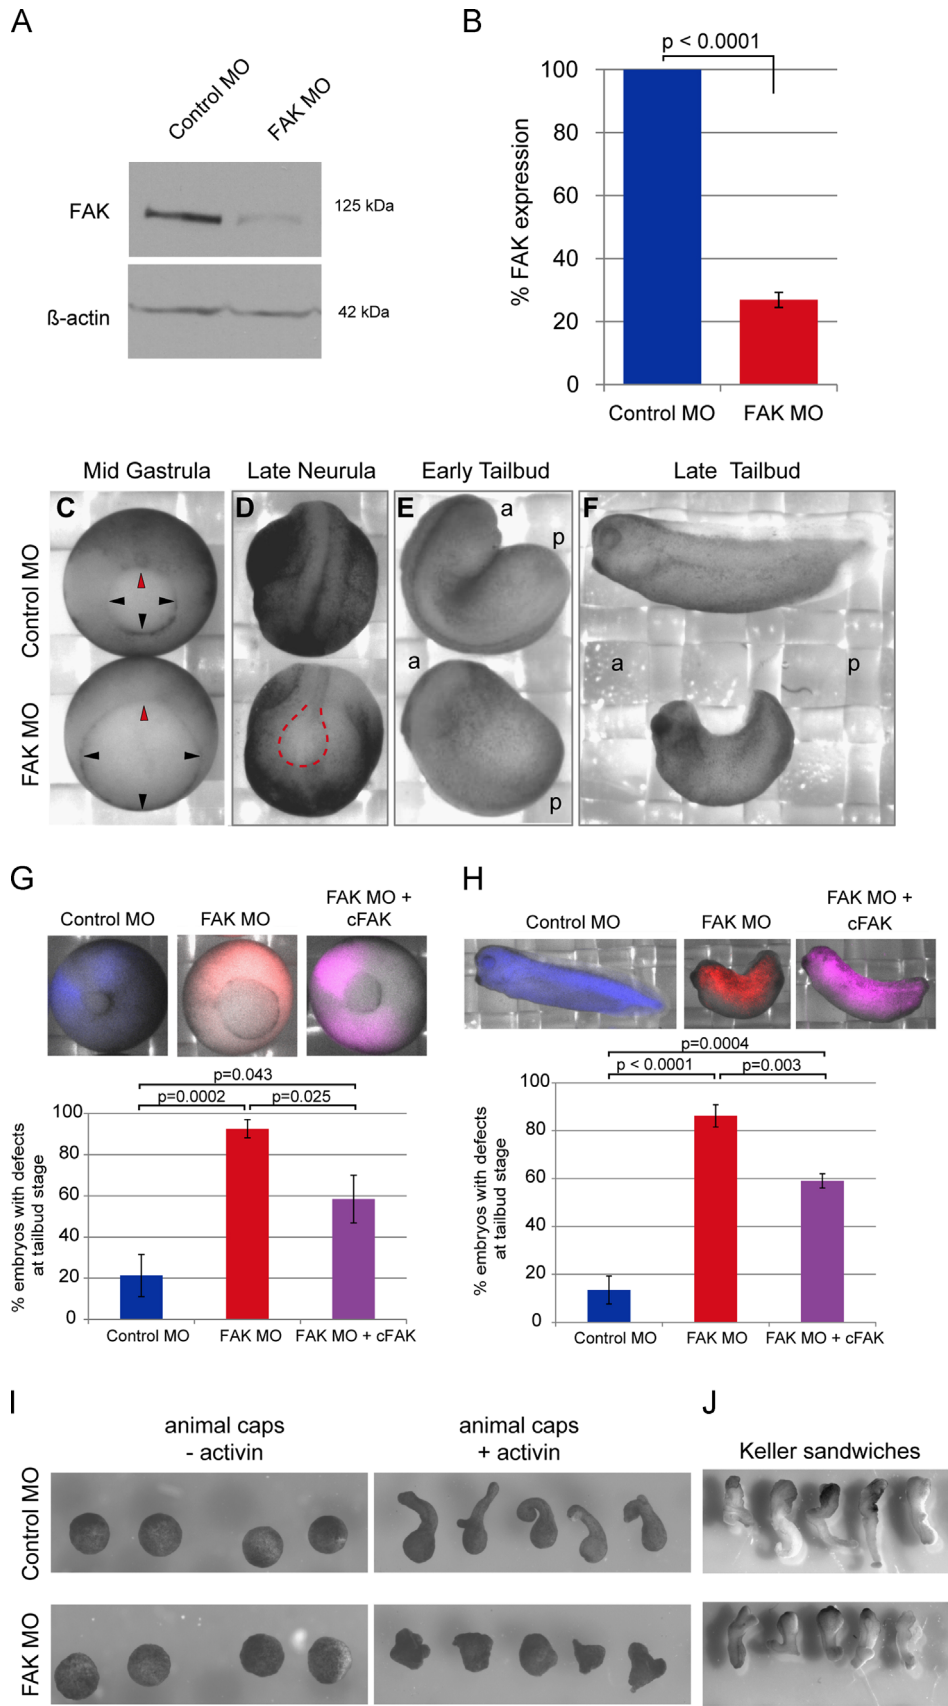 A
Control MO
FAK MO
FAK
125 kDa
ß-actin
42 kDa
B
p < 0.0001
100
80
60
40
20
0
% FAK expression
Control MO
FAK MO
Mid Gastrula
Late Neurula
Early Tailbud
Late Tailbud
Control MO
FAK MO
C
D
E
a
p
a
p
F
a
p
G
Control MO
FAK MO
FAK MO +
cFAK
p=0.043
p=0.0002
p=0.025
100
80
60
40
20
0
% embryos with defects
at tailbud stage
Control MO
FAK MO
FAK MO + cFAK
H
Control MO
FAK MO
FAK MO +
cFAK
p=0.0004
p < 0.0001
p=0.003
100
80
60
40
20
0
% embryos with defects
at tailbud stage
Control MO
FAK MO
FAK MO + cFAK
I
animal caps
- activin
animal caps
+ activin
Control MO
FAK MO
J
Keller sandwiches